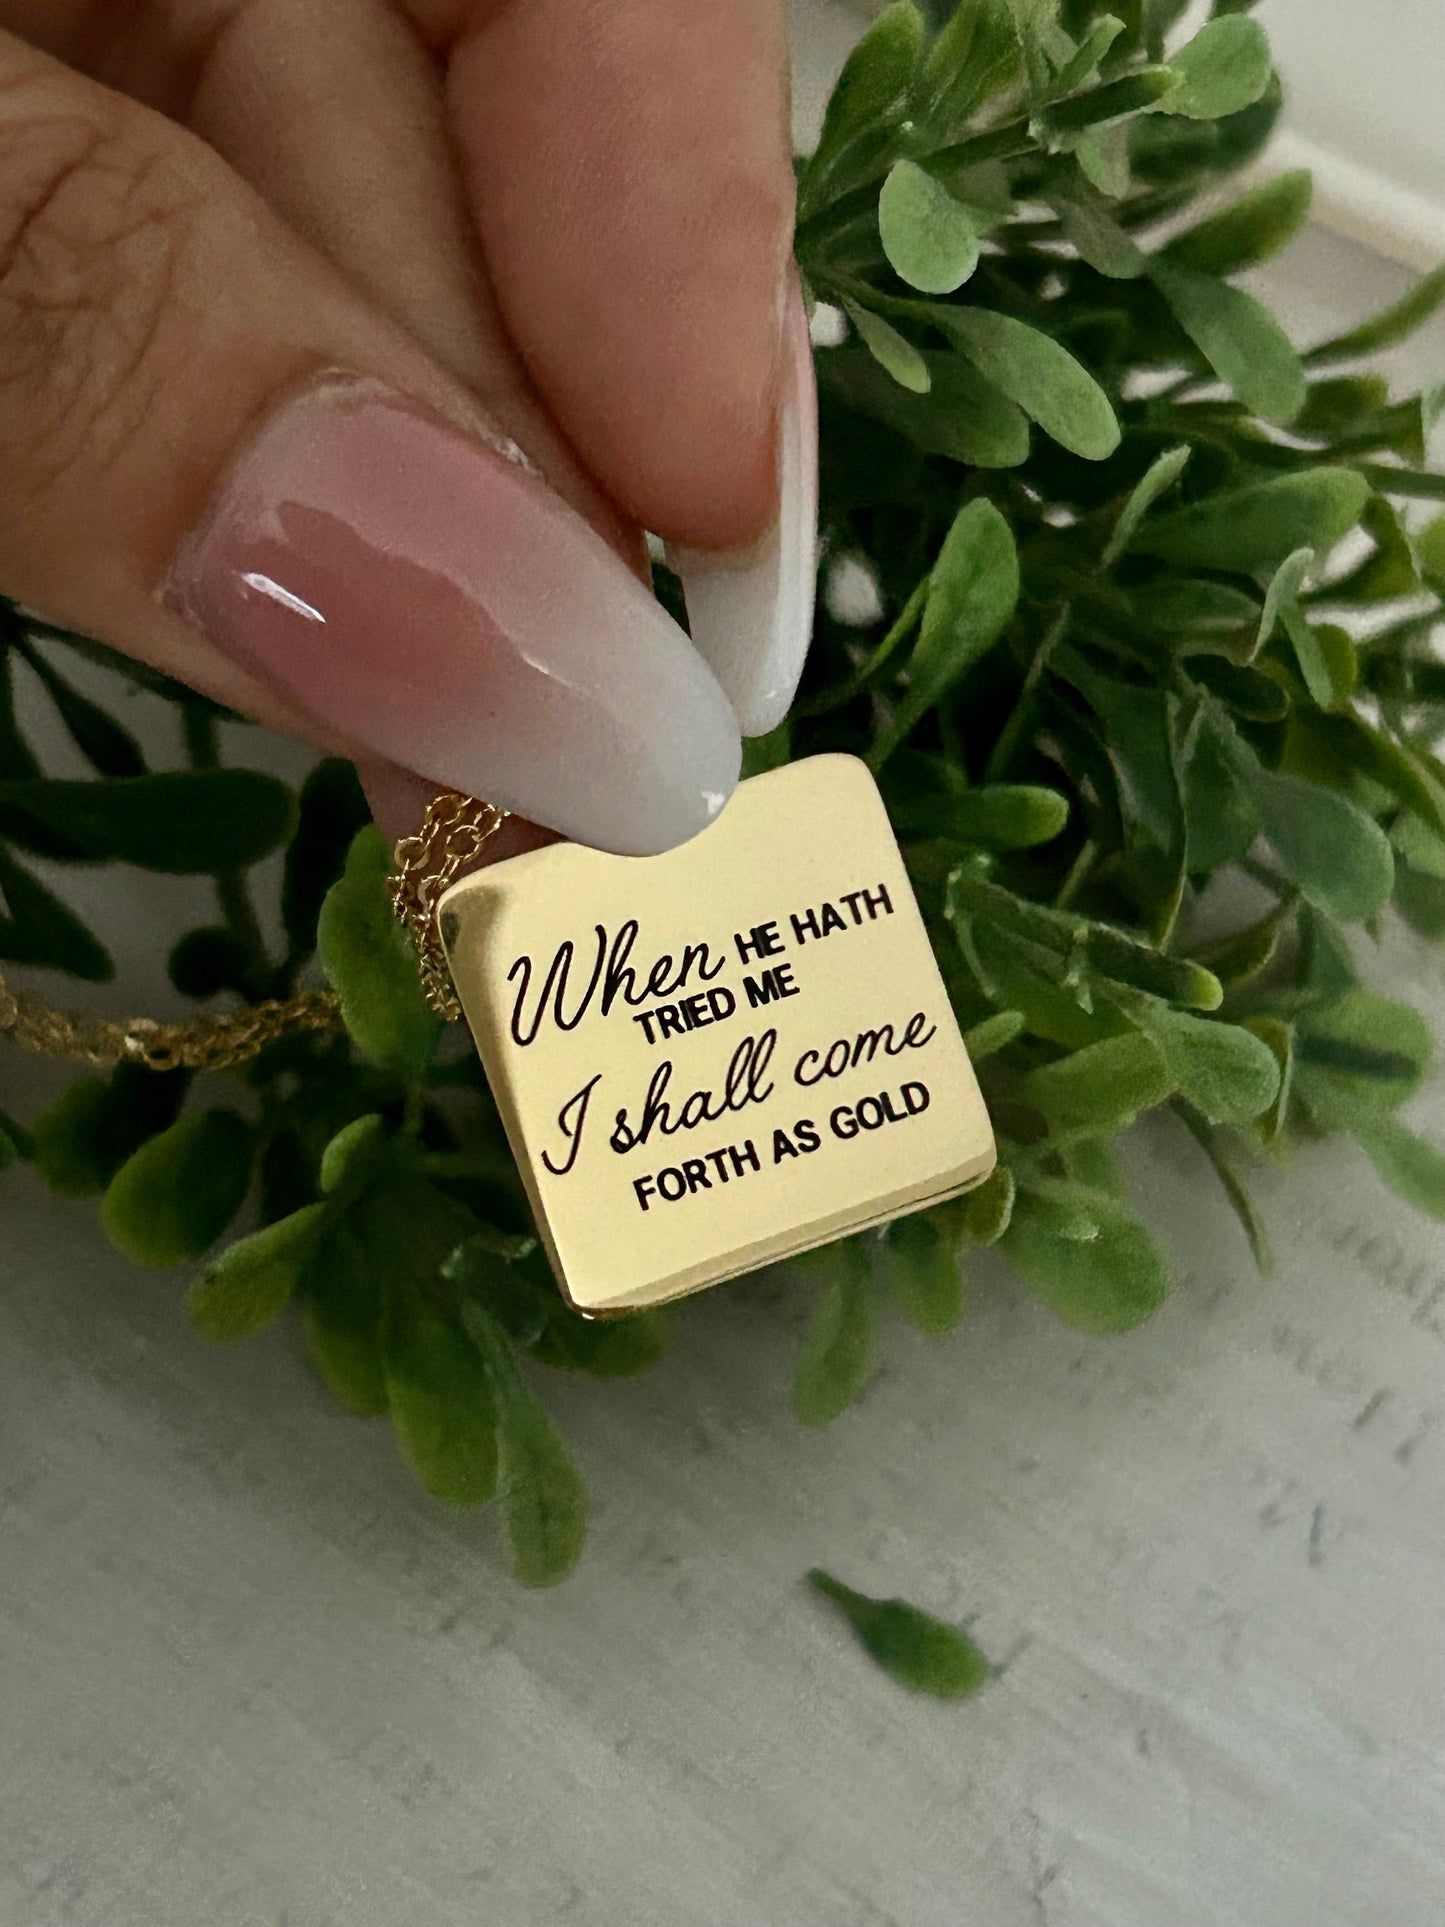 When HE HATH
TRIED ME
I shall come
FORTH AS GOLD